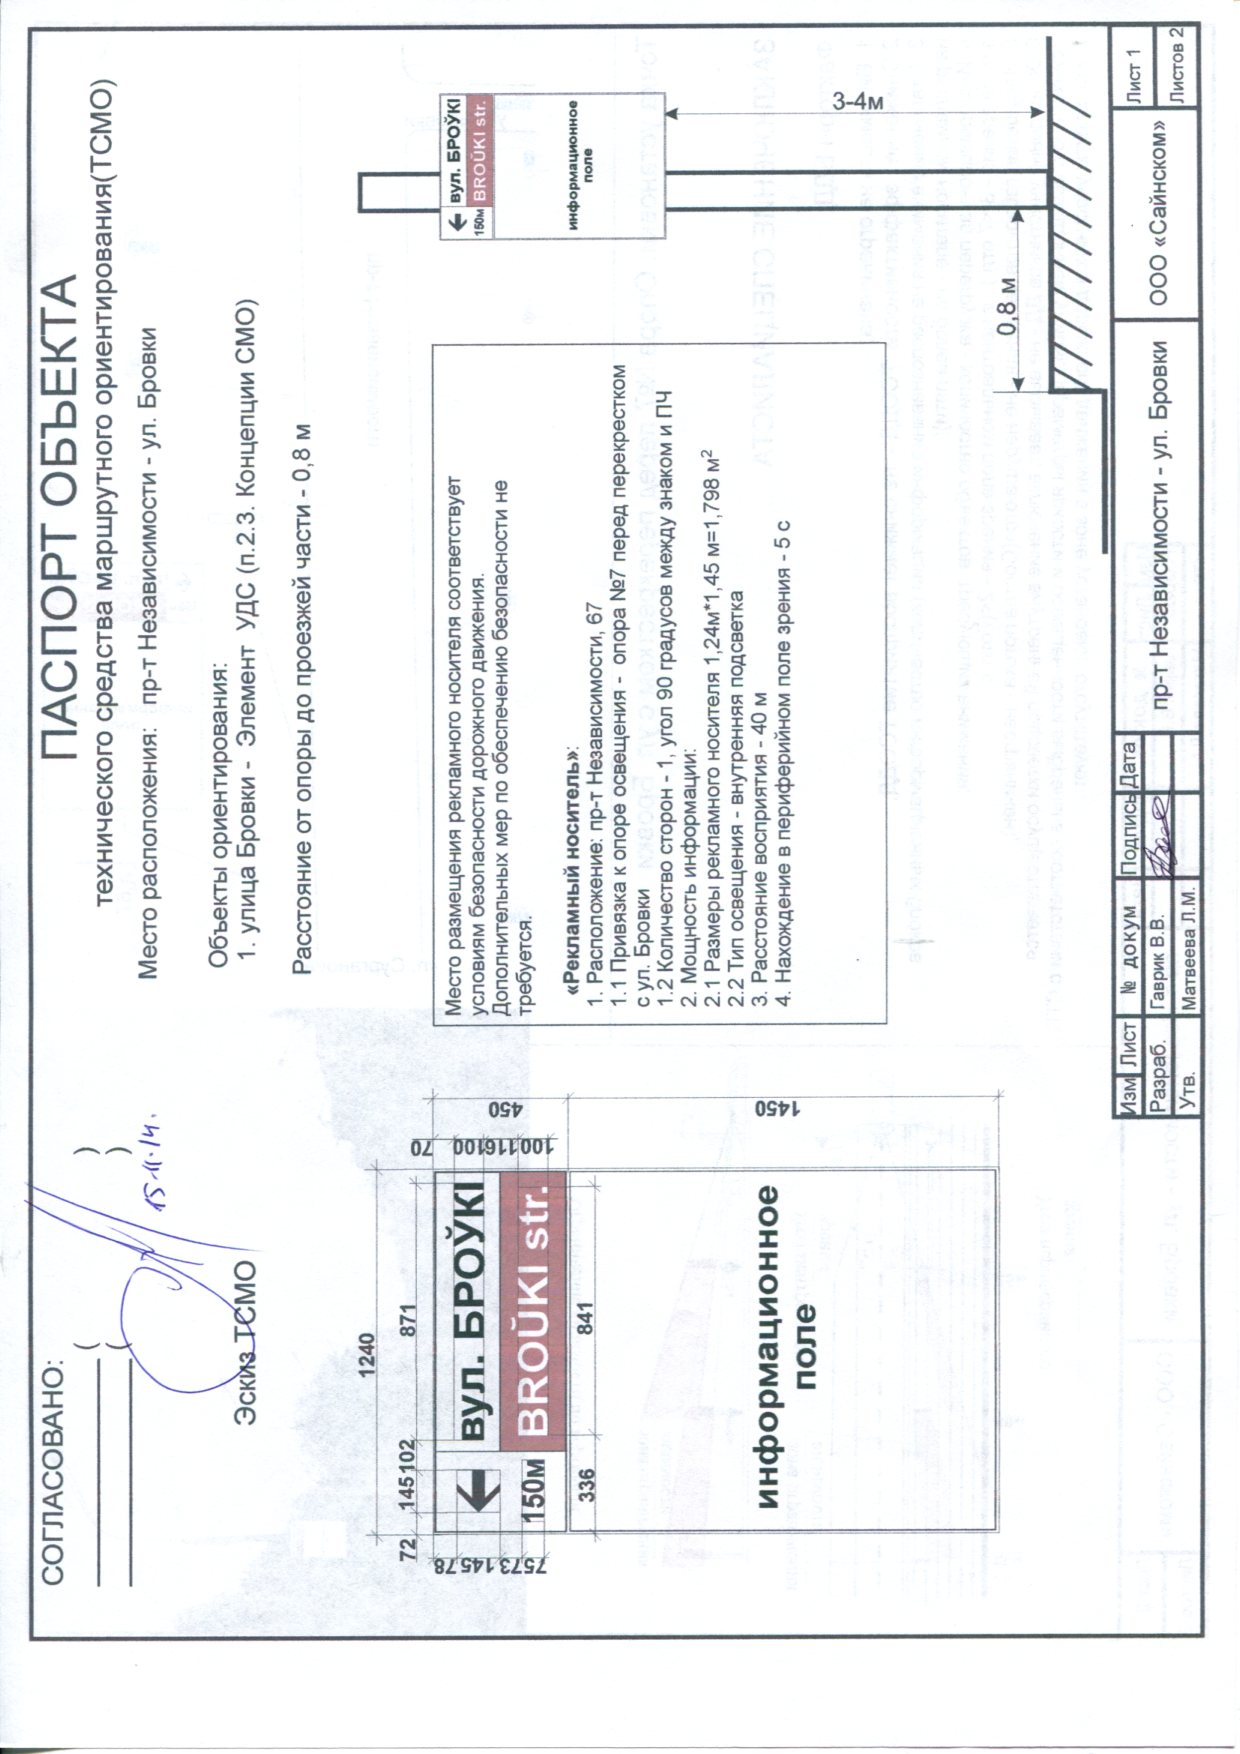 СОГЛАСОВАНО:
( )
( )
15.11.14.
ПАСПОРТ ОБЪЕКТА
технического средства маршрутного ориентирования(ТСМО)
Место расположения: пр-т Независимости - ул. Бровки
Объекты ориентирования:
1. улица Бровки - Элемент УДС (п.2.3. Концепции СМО)
Расстояние от опоры до проезжей части - 0,8 м
Эскиз ТСМО
1240
72 145 102 871
78 145 73 75
70 100 116 100
450
1450
вул. БРОЎКІ
150м BROŬKI str.
336 841
информационное
поле
Место размещения рекламного носителя соответствует
условиям безопасности дорожного движения.
Дополнительных мер по обеспечению безопасности не
требуется.
«Рекламный носитель»:
1. Расположение: пр-т Независимости, 67
1.1 Привязка к опоре освещения - опора №7 перед перекрестком
с ул. Бровки
1.2 Количество сторон - 1, угол 90 градусов между знаком и ПЧ
2. Мощность информации:
2.1 Размеры рекламного носителя 1,24м*1,45 м=1,798 м²
2.2 Тип освещения - внутренняя подсветка
3. Расстояние восприятия - 40 м
4. Нахождение в периферийном поле зрения - 5 с
вул. БРОЎКІ
150м BROŬKI str.
информационное
поле
3-4м
0,8 м
Изм Лист № докум Подпись Дата
Разраб. Гаврик В.В.
Утв. Матвеева Л.М.
пр-т Независимости - ул. Бровки
ООО «Сайнском»
Лист 1
Листов 2